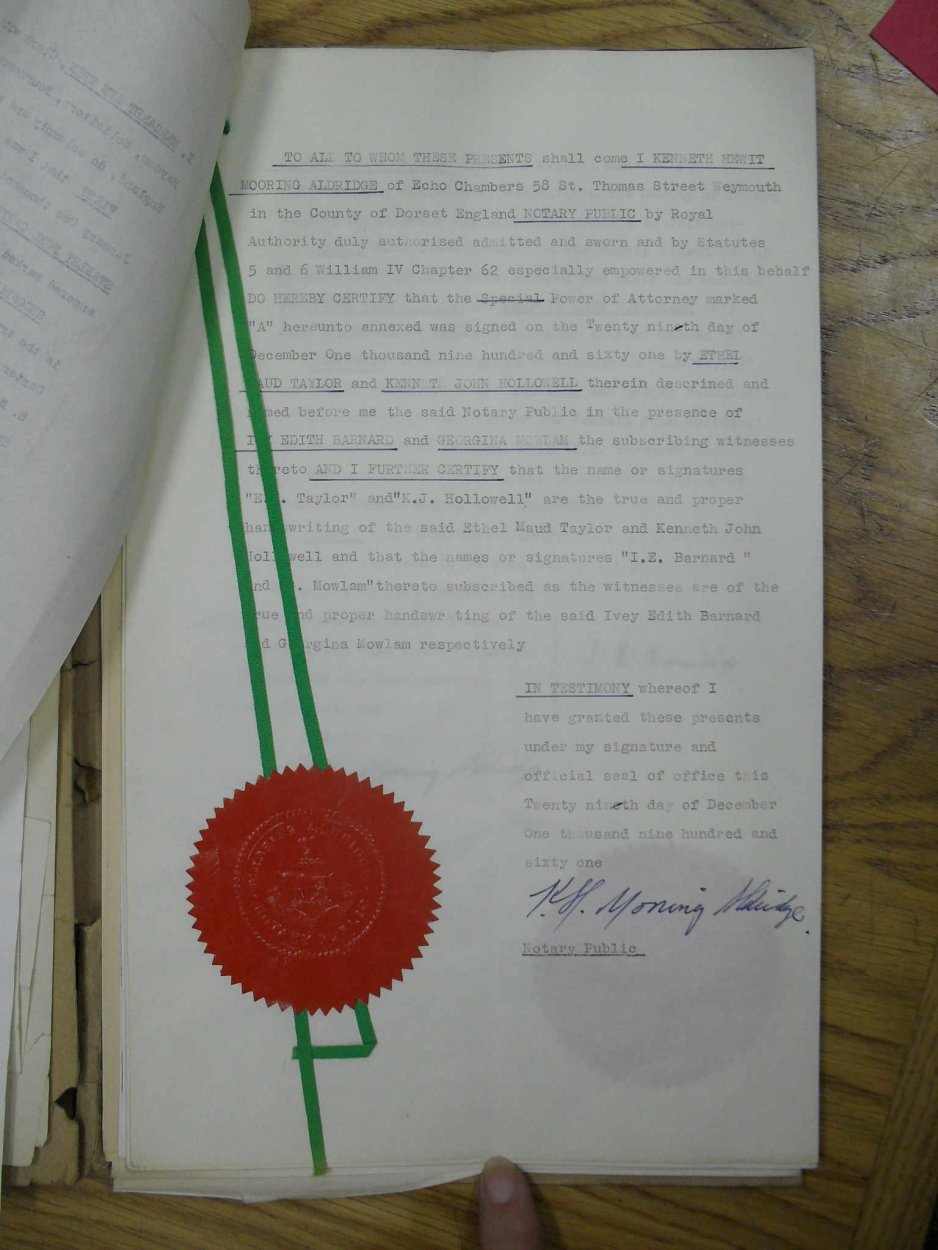 TO ALL TO WHOM THESE PRESENTS shall come I KENNETH HEWIT
MOORING ALDRIDGE of Echo Chambers 58 St. Thomas Street Weymouth
in the County of Dorset England NOTARY PUBLIC by Royal
Authority duly authorised admitted and sworn and by Statutes
5 and 6 William IV Chapter 62 especially empowered in this behalf
DO HEREBY CERTIFY that the Special Power of Attorney marked
"A" hereunto annexed was signed on the Twenty nineth day of
December One thousand nine hundred and sixty one by ETHEL
MAUD TAYLOR and KENNETH JOHN HOLLOWELL therein descrined and
named before me the said Notary Public in the presence of
IVEY EDITH BARNARD and GEORGINA MOWLAM the subscribing witnesses
thereto AND I FURTHER CERTIFY that the name or signatures
"E.M. Taylor" and "K.J. Hollowell" are the true and proper
handswriting of the said Ethel Maud Taylor and Kenneth John
Hollowell and that the names or signatures "I.E. Barnard "
and G. Mowlam" thereto subscribed as the witnesses are of the
true and proper handswriting of the said Ivey Edith Barnard
and Georgina Mowlam respectively
IN TESTIMONY whereof I
have granted these presents
under my signature and
official seal of office this
Twenty nineth day of December
One thousand nine hundred and
sixty one
K.H. Mooring Aldridge.
Notary Public